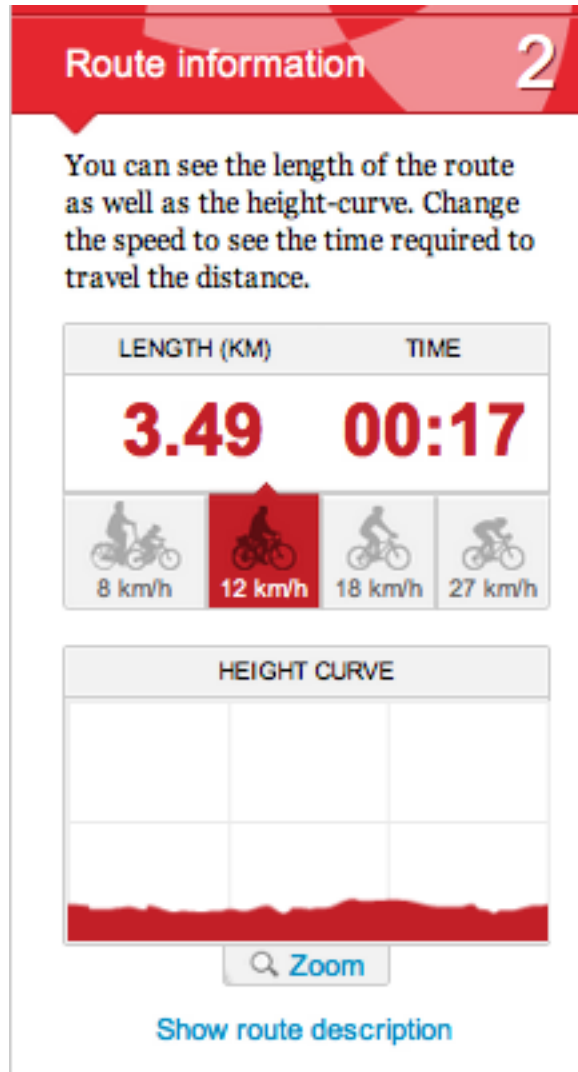 Route information 2
You can see the length of the route
as well as the height-curve. Change
the speed to see the time required to
travel the distance.
LENGTH (KM) TIME
3.49 00:17
8 km/h 12 km/h 18 km/h 27 km/h
HEIGHT CURVE
Zoom
Show route description